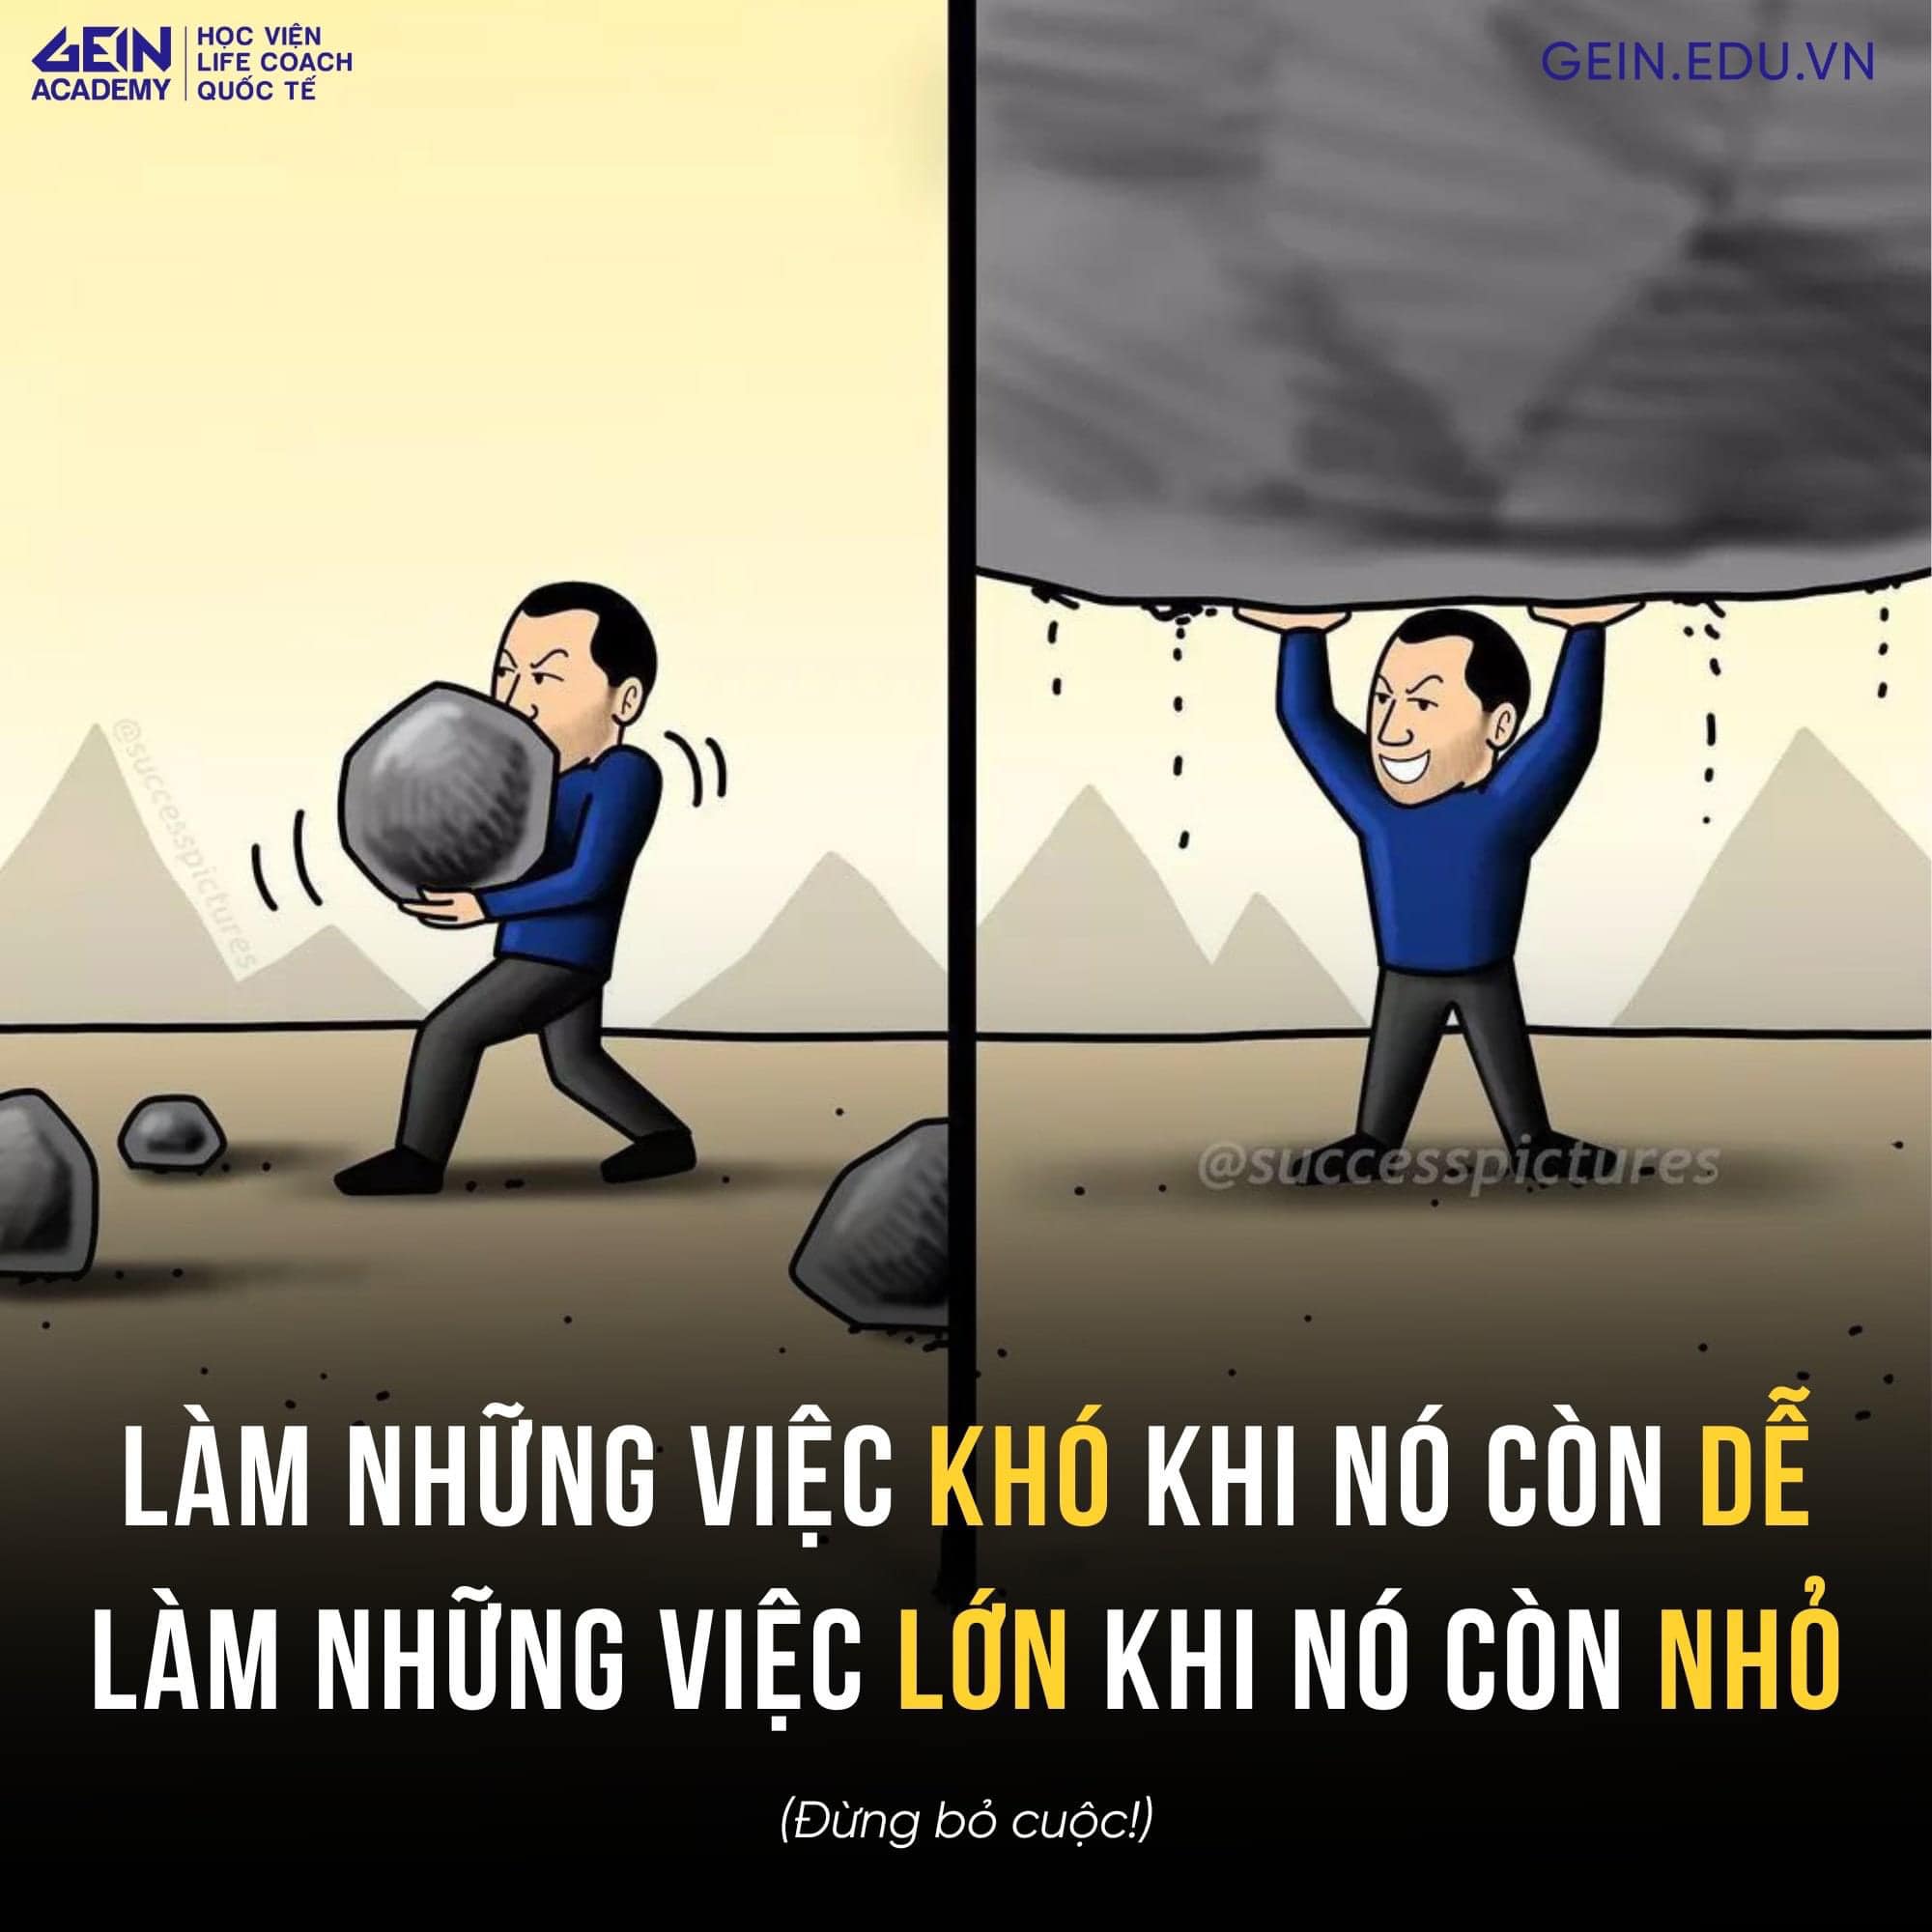 GEIN
ACADEMY
HỌC VIỆN
LIFE COACH
QUỐC TẾ
GEIN.EDU.VN
@successpictures
@successpictures
LÀM NHỮNG VIỆC KHÓ KHI NÓ CÒN DỄ
LÀM NHỮNG VIỆC LỚN KHI NÓ CÒN NHỎ
(Đừng bỏ cuộc!)